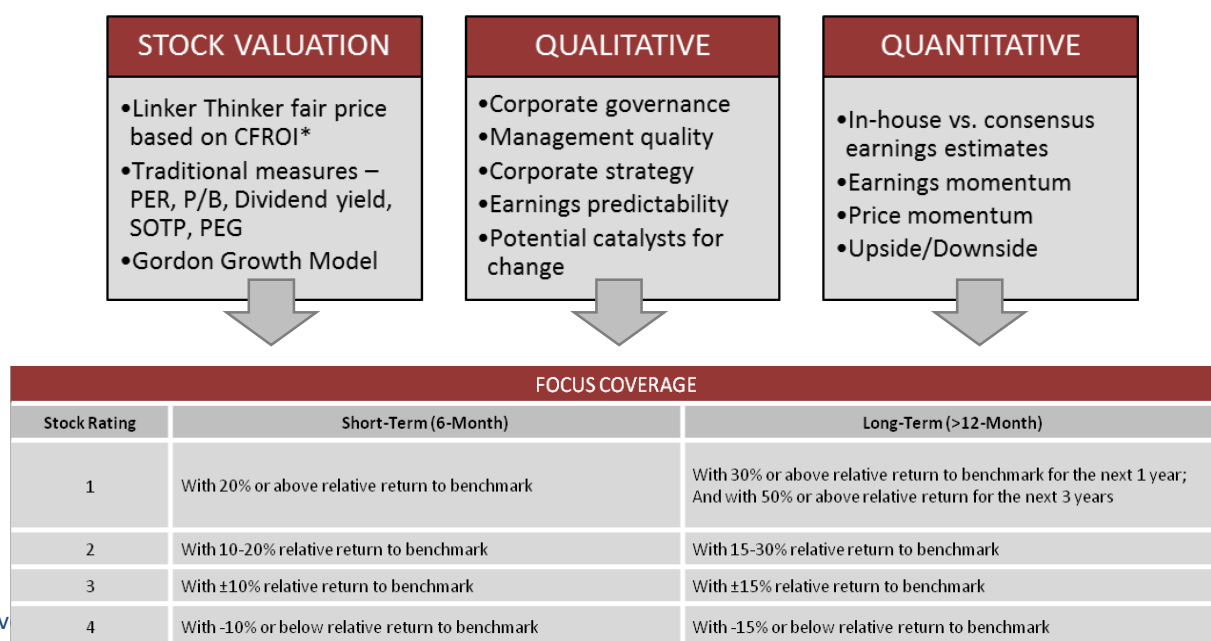 STOCK VALUATION
•Linker Thinker fair price
based on CFROI*
•Traditional measures –
PER, P/B, Dividend yield,
SOTP, PEG
•Gordon Growth Model
QUALITATIVE
•Corporate governance
•Management quality
•Corporate strategy
•Earnings predictability
•Potential catalysts for
change
QUANTITATIVE
•In-house vs. consensus
earnings estimates
•Earnings momentum
•Price momentum
•Upside/Downside
FOCUS COVERAGE
Stock Rating Short-Term (6-Month) Long-Term (>12-Month)
1 With 20% or above relative return to benchmark With 30% or above relative return to benchmark for the next 1 year;
And with 50% or above relative return for the next 3 years
2 With 10-20% relative return to benchmark With 15-30% relative return to benchmark
3 With ±10% relative return to benchmark With ±15% relative return to benchmark
4 With -10% or below relative return to benchmark With -15% or below relative return to benchmark